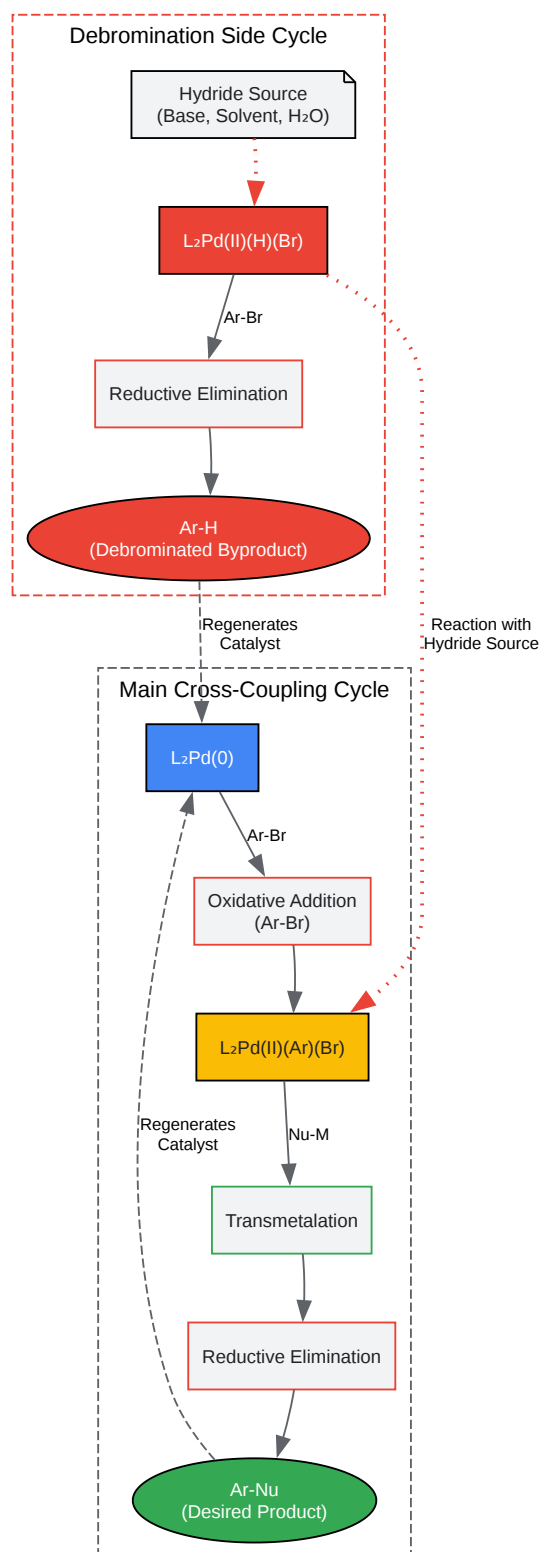 Debromination Side Cycle
Hydride Source
(Base, Solvent, H₂O)
L₂Pd(II)(H)(Br)
Ar-Br
Reductive Elimination
Ar-H
(Debrominated Byproduct)
Regenerates
Catalyst
Reaction with
Hydride Source
Main Cross-Coupling Cycle
L₂Pd(0)
Ar-Br
Oxidative Addition
(Ar-Br)
L₂Pd(II)(Ar)(Br)
Regenerates
Catalyst
Nu-M
Transmetalation
Reductive Elimination
Ar-Nu
(Desired Product)